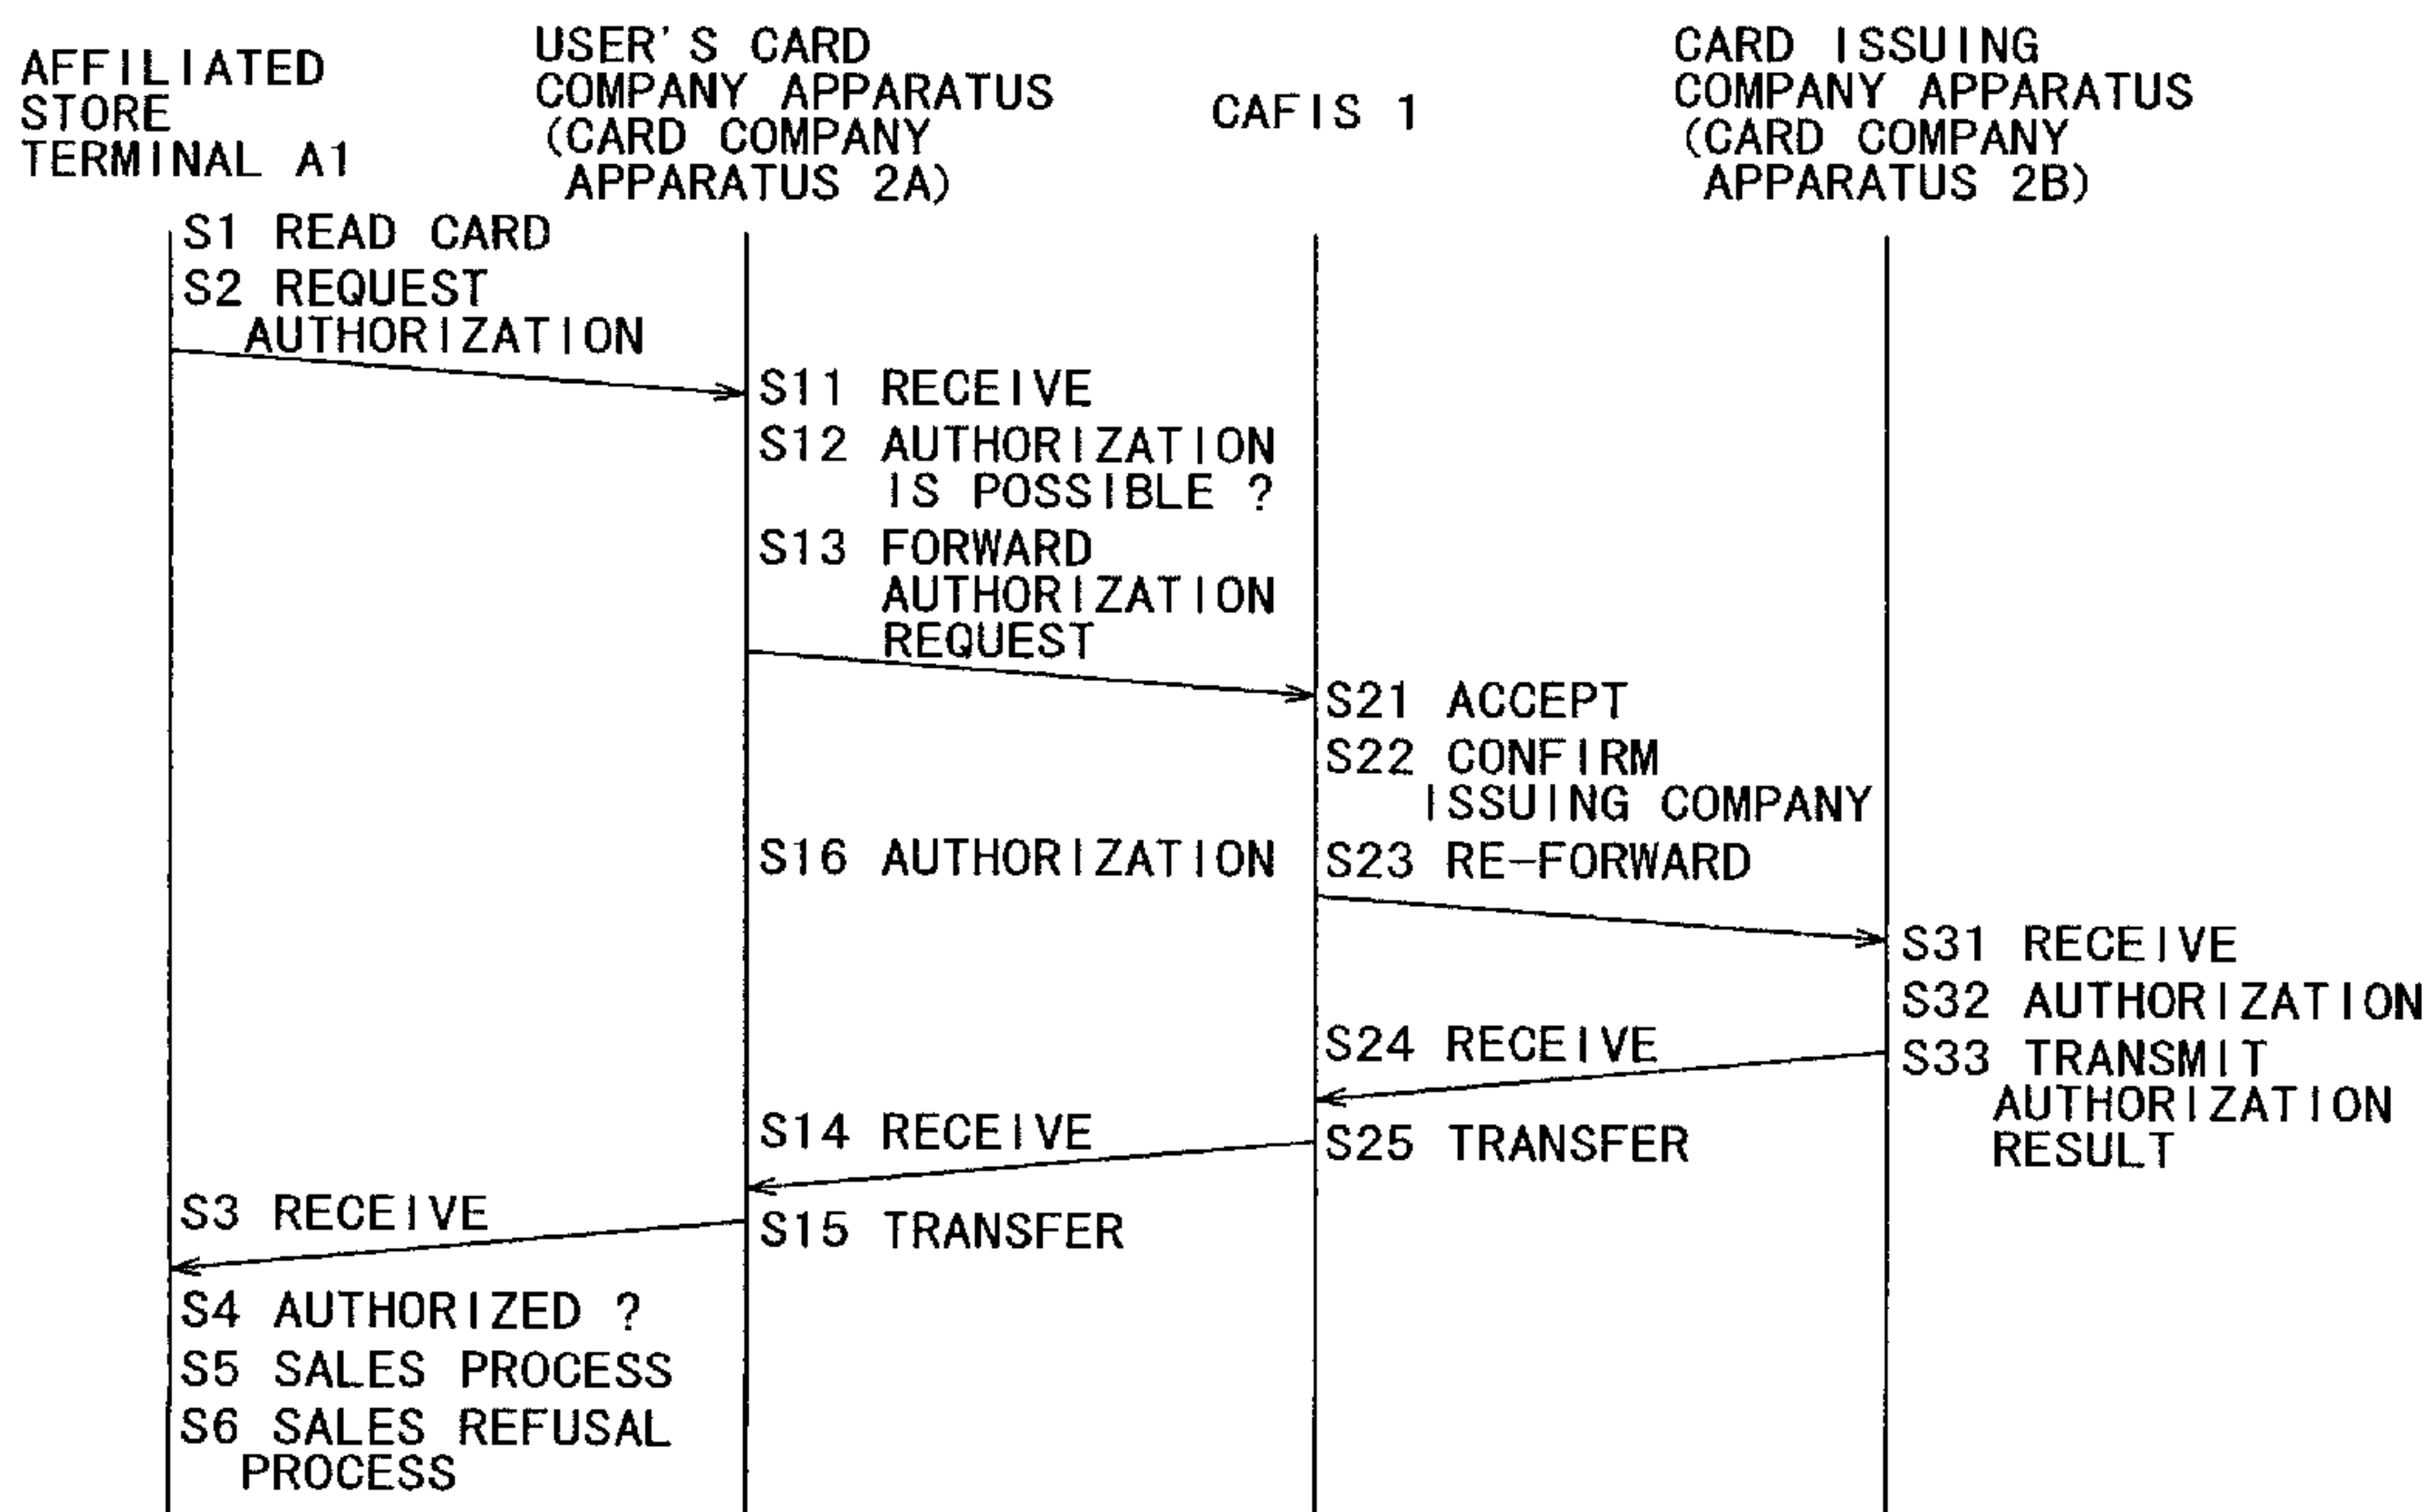 AFFILIATED
STORE
TERMINAL A1
USER'S CARD
COMPANY APPARATUS
(CARD COMPANY
APPARATUS 2A)
CAFIS 1
CARD ISSUING
COMPANY APPARATUS
(CARD COMPANY
APPARATUS 2B)
S1 READ CARD
S2 REQUEST
AUTHORIZATION
S11 RECEIVE
S12 AUTHORIZATION
IS POSSIBLE ?
S13 FORWARD
AUTHORIZATION
REQUEST
S21 ACCEPT
S22 CONFIRM
ISSUING COMPANY
S16 AUTHORIZATION
S23 RE-FORWARD
S31 RECEIVE
S32 AUTHORIZATION
S33 TRANSMIT
AUTHORIZATION
RESULT
S24 RECEIVE
S25 TRANSFER
S14 RECEIVE
S15 TRANSFER
S3 RECEIVE
S4 AUTHORIZED ?
S5 SALES PROCESS
S6 SALES REFUSAL
PROCESS